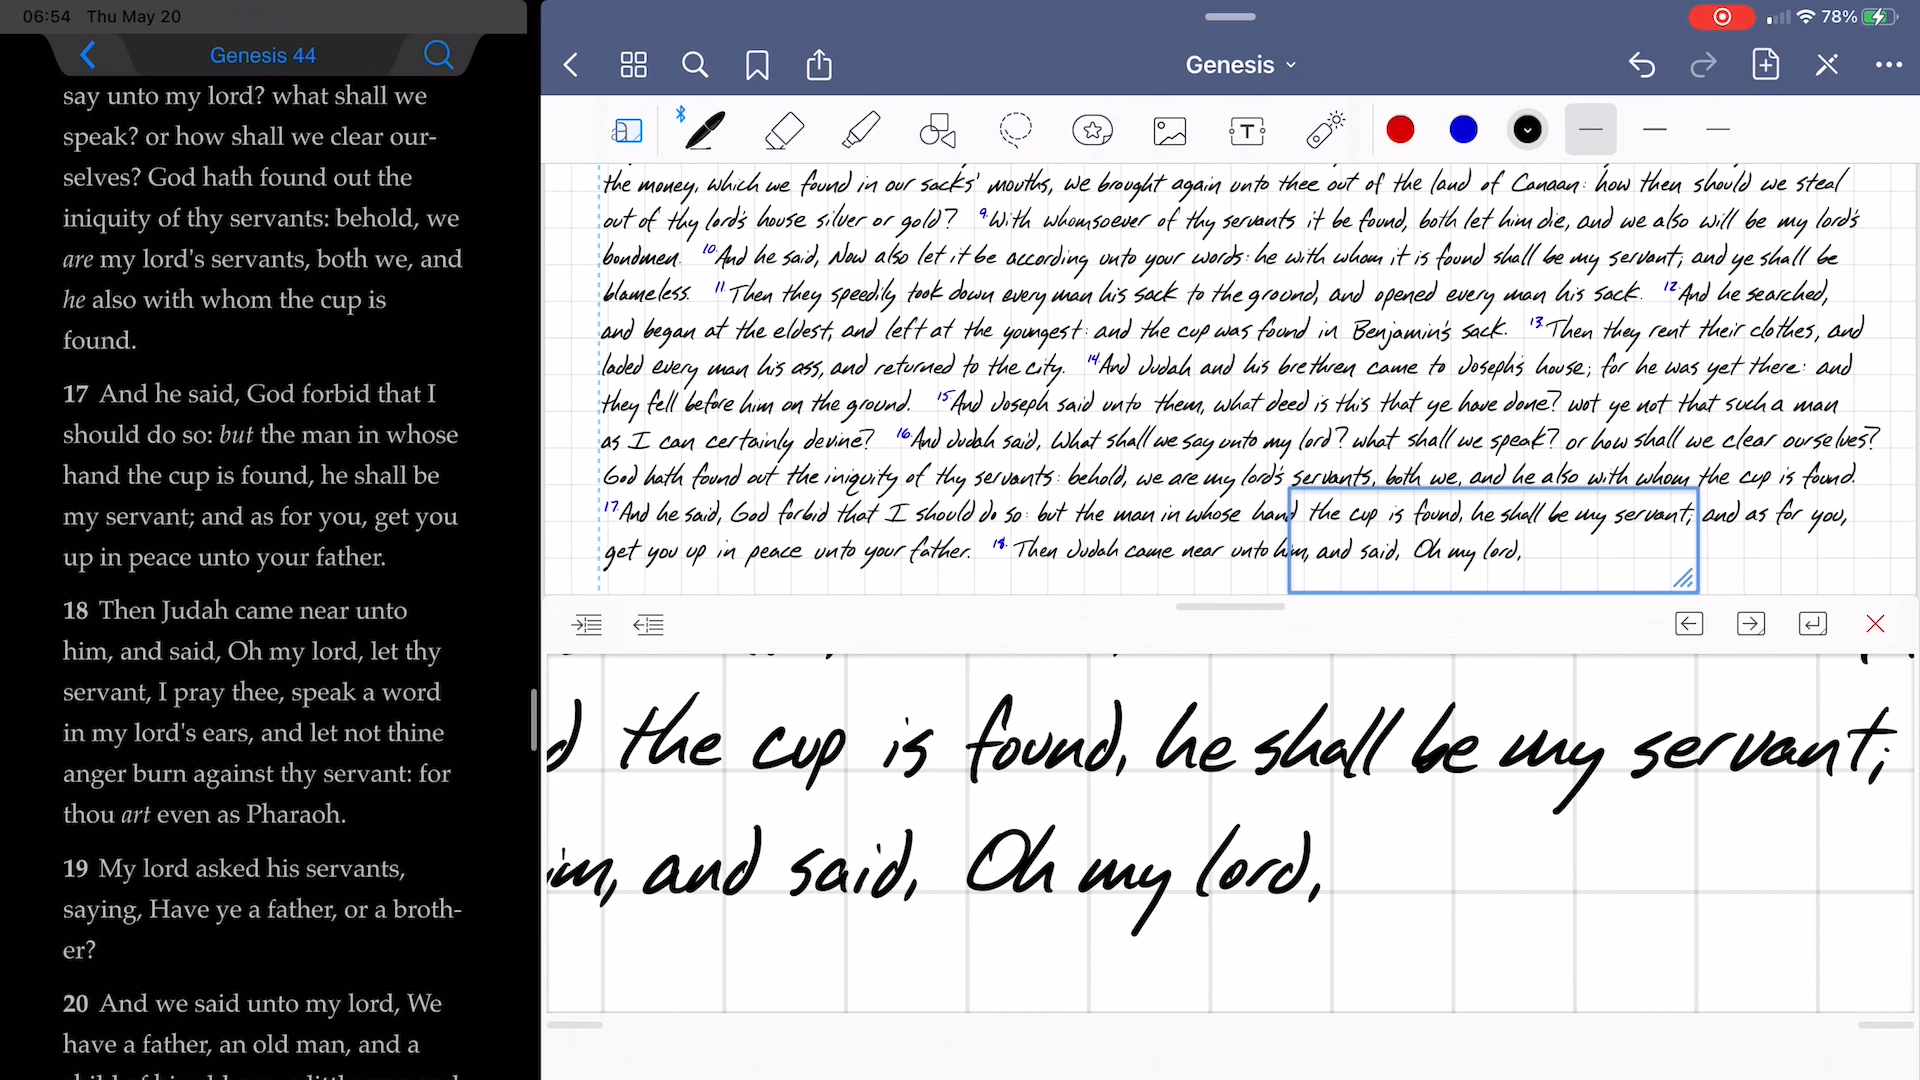 06:54 Thu May 20
Genesis 44
say unto my lord? what shall we
speak? or how shall we clear our-
selves? God hath found out the
iniquity of thy servants: behold, we
are my lord's servants, both we, and
he also with whom the cup is
found.
17 And he said, God forbid that I
should do so: but the man in whose
hand the cup is found, he shall be
my servant; and as for you, get you
up in peace unto your father.
18 Then Judah came near unto
him, and said, Oh my lord, let thy
servant, I pray thee, speak a word
in my lord's ears, and let not thine
anger burn against thy servant: for
thou art even as Pharaoh.
19 My lord asked his servants,
saying, Have ye a father, or a broth-
er?
20 And we said unto my lord, We
have a father, an old man, and a
78%
Genesis
the money, which we found in our sacks' mouths, we brought again unto thee out of the land of Canaan: how then should we steal
out of thy lord's house silver or gold? 9. With whomsoever of thy servants it be found, both let him die, and we also will be my lord's
bondmen. 10. And he said, Now also let it be according unto your words: he with whom it is found shall be my servant; and ye shall be
blameless. 11. Then they speedily took down every man his sack to the ground, and opened every man his sack. 12. And he searched,
and began at the eldest, and left at the youngest: and the cup was found in Benjamin's sack. 13. Then they rent their clothes, and
laded every man his ass, and returned to the city. 14. And Judah and his brethren came to Joseph's house; for he was yet there: and
they fell before him on the ground. 15. And Joseph said unto them, what deed is this that ye have done? wot ye not that such a man
as I can certainly devine? 16. And Judah said, What shall we say unto my lord? what shall we speak? or how shall we clear ourselves?
God hath found out the iniquity of thy servants: behold, we are my lord's servants, both we, and he also with whom the cup is found.
17. And he said, God forbid that I should do so: but the man in whose hand the cup is found, he shall be my servant; and as for you,
get you up in peace unto your father. 18. Then Judah came near unto him, and said, Oh my lord,
d the cup is found, he shall be my servant;
im, and said, Oh my lord,